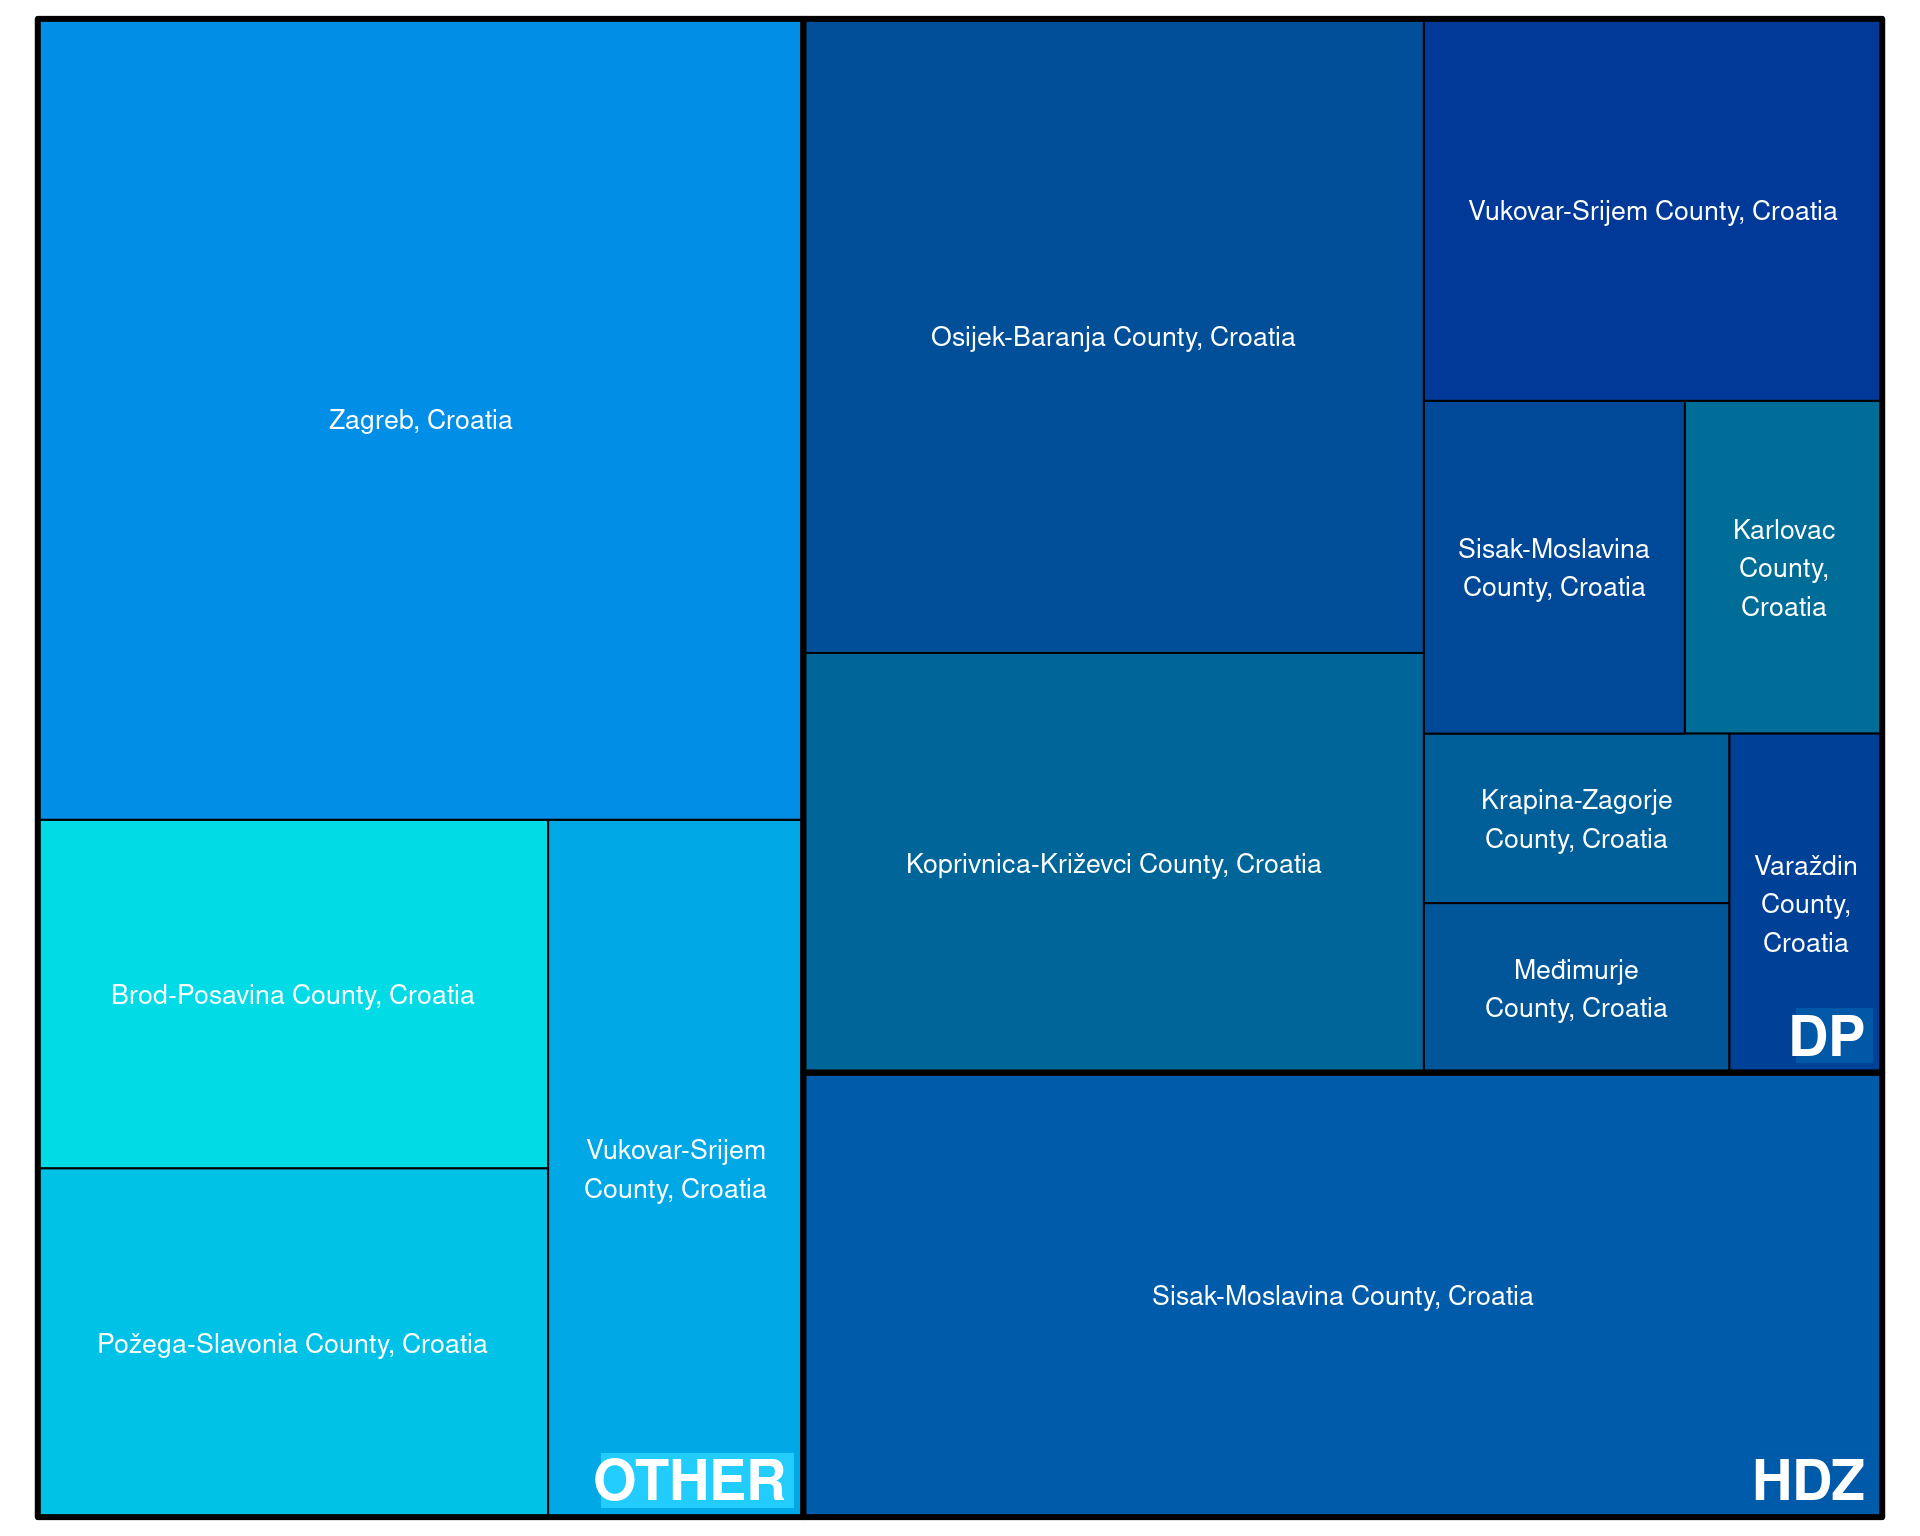 Zagreb, Croatia
Brod-Posavina County, Croatia
Požega-Slavonia County, Croatia
Vukovar-Srijem
County, Croatia
OTHER
Osijek-Baranja County, Croatia
Koprivnica-Križevci County, Croatia
Vukovar-Srijem County, Croatia
Sisak-Moslavina
County, Croatia
Karlovac
County,
Croatia
Krapina-Zagorje
County, Croatia
Međimurje
County, Croatia
Varaždin
County,
Croatia
DP
Sisak-Moslavina County, Croatia
HDZ